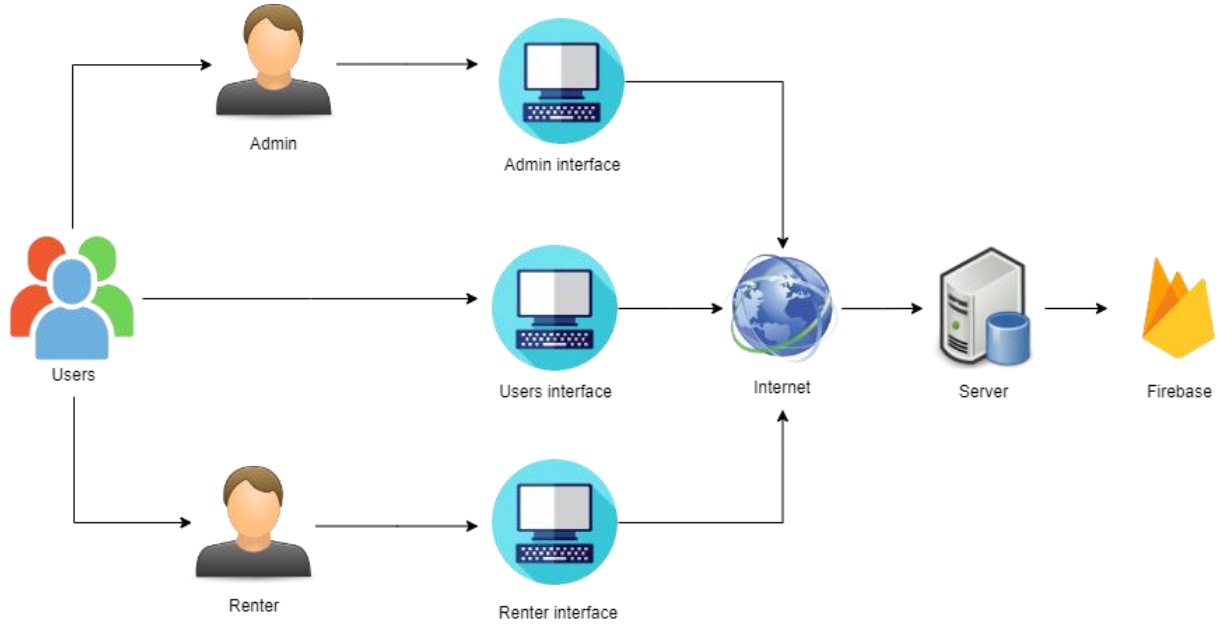 Admin
Admin interface
Users
Users interface
Internet
Server
Firebase
Renter
Renter interface